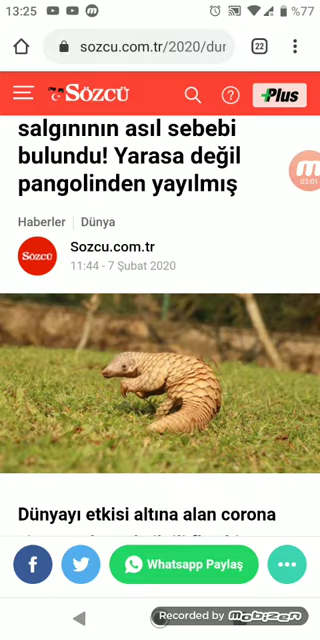 13:25
%77
sozcu.com.tr/2020/dur
22
SÖZCÜ
Plus
salgınının asıl sebebi
bulundu! Yarasa değil
pangolinden yayılmış
03:01
Haberler | Dünya
SÖZCÜ
Sozcu.com.tr
11:44 - 7 Şubat 2020
Dünyayı etkisi altına alan corona
Whatsapp Paylaş
Recorded by MOBIZEN